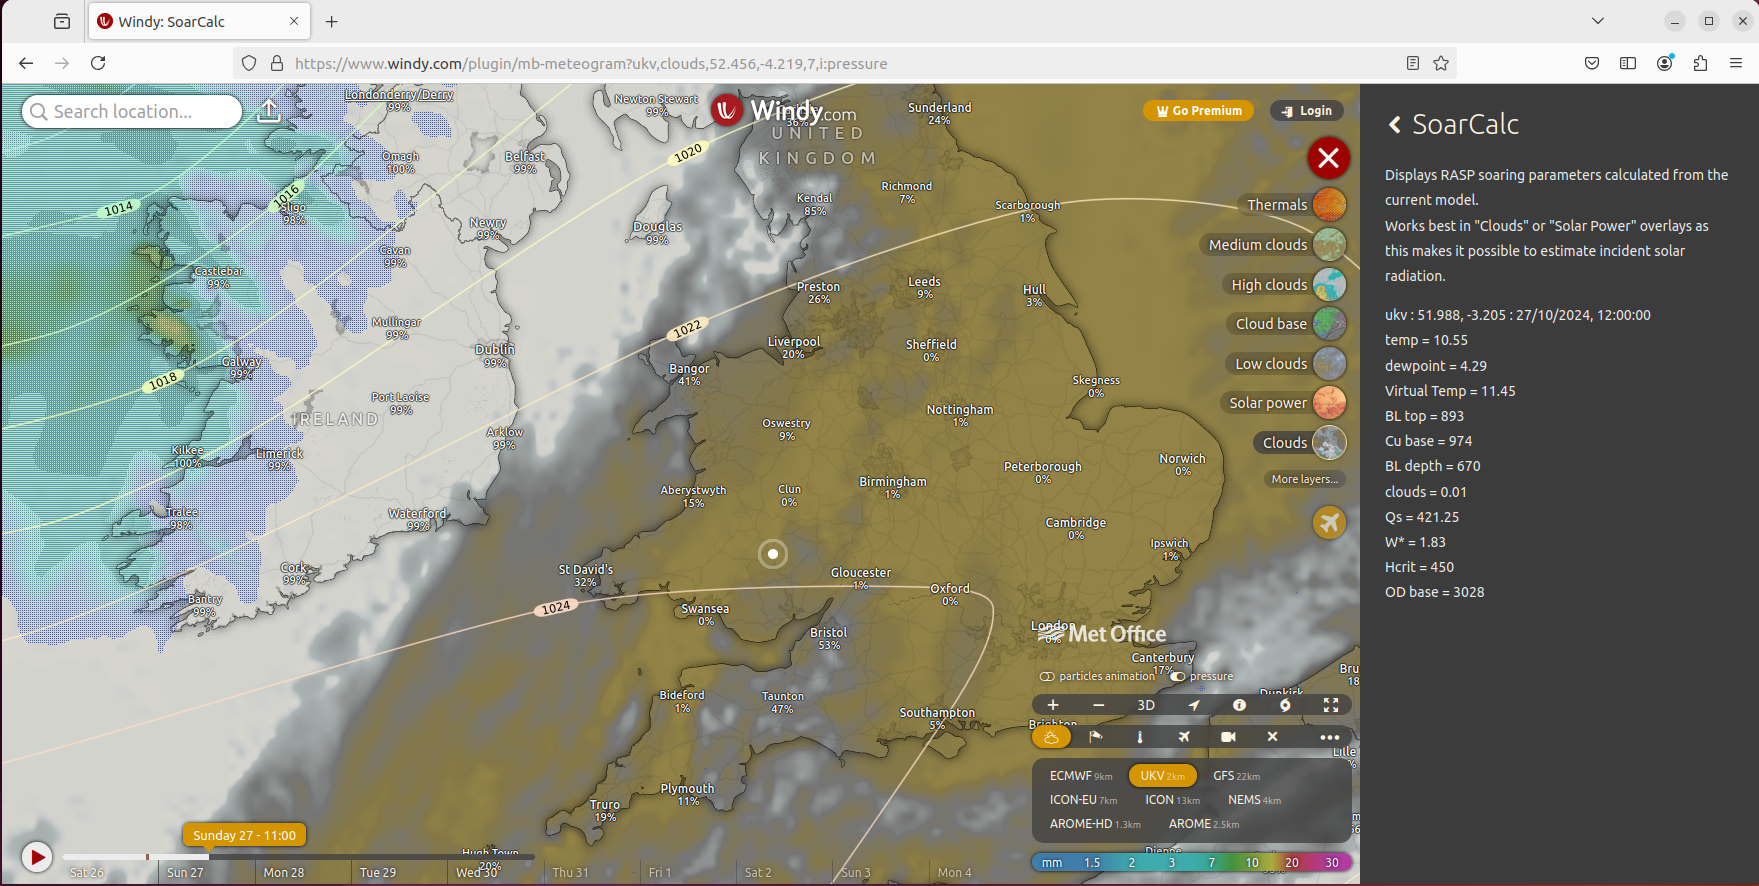 Windy: SoarCalc
https://www.windy.com/plugin/mb-meteogram?ukv,clouds,52.456,-4.219,7,i:pressure
Search location...
Windy.com
Go Premium
Login
Londonderry/Derry
99%
Newton Stewart
99%
36%
Sunderland
24%
UNITED
KINGDOM
1020
Omagh
100%
Belfast
99%
Richmond
7%
Kendal
85%
Scarborough
1%
1014
1016
Sligo
98%
Newry
99%
Douglas
99%
Cavan
99%
Castlebar
99%
Preston
26%
Leeds
9%
Hull
3%
Mullingar
99%
1022
Dublin
99%
Liverpool
20%
Sheffield
0%
Galway
99%
1018
Bangor
41%
Skegness
0%
Port Laoise
99%
IRELAND
Nottingham
1%
Oswestry
9%
Arklow
99%
Kilkee
100%
Limerick
99%
Peterborough
0%
Norwich
0%
Birmingham
1%
Aberystwyth
15%
Clun
0%
Tralee
98%
Waterford
99%
Cambridge
0%
Ipswich
1%
Cork
99%
St David's
32%
Gloucester
1%
Oxford
0%
Bantry
99%
1024
Swansea
0%
Bristol
53%
London
0%
Canterbury
17%
Bideford
1%
Taunton
47%
Southampton
5%
Brighton
Dunkirk
Bru
18
Lille
Plymouth
11%
Truro
19%
Hugh Town
20%
Dieppe
Thermals
Medium clouds
High clouds
Cloud base
Low clouds
Solar power
Clouds
More layers...
Met Office
particles animation
pressure
+ − 3D
ECMWF 9km UKV 2km GFS 22km
ICON-EU 7km ICON 13km NEMS 4km
AROME-HD 1.3km AROME 2.5km
mm 1.5 2 3 7 10 20 30
Sunday 27 - 11:00
Sat 26 Sun 27 Mon 28 Tue 29 Wed 30 Thu 31 Fri 1 Sat 2 Sun 3 Mon 4
SoarCalc
Displays RASP soaring parameters calculated from the
current model.
Works best in "Clouds" or "Solar Power" overlays as
this makes it possible to estimate incident solar
radiation.
ukv : 51.988, -3.205 : 27/10/2024, 12:00:00
temp = 10.55
dewpoint = 4.29
Virtual Temp = 11.45
BL top = 893
Cu base = 974
BL depth = 670
clouds = 0.01
Qs = 421.25
W* = 1.83
Hcrit = 450
OD base = 3028